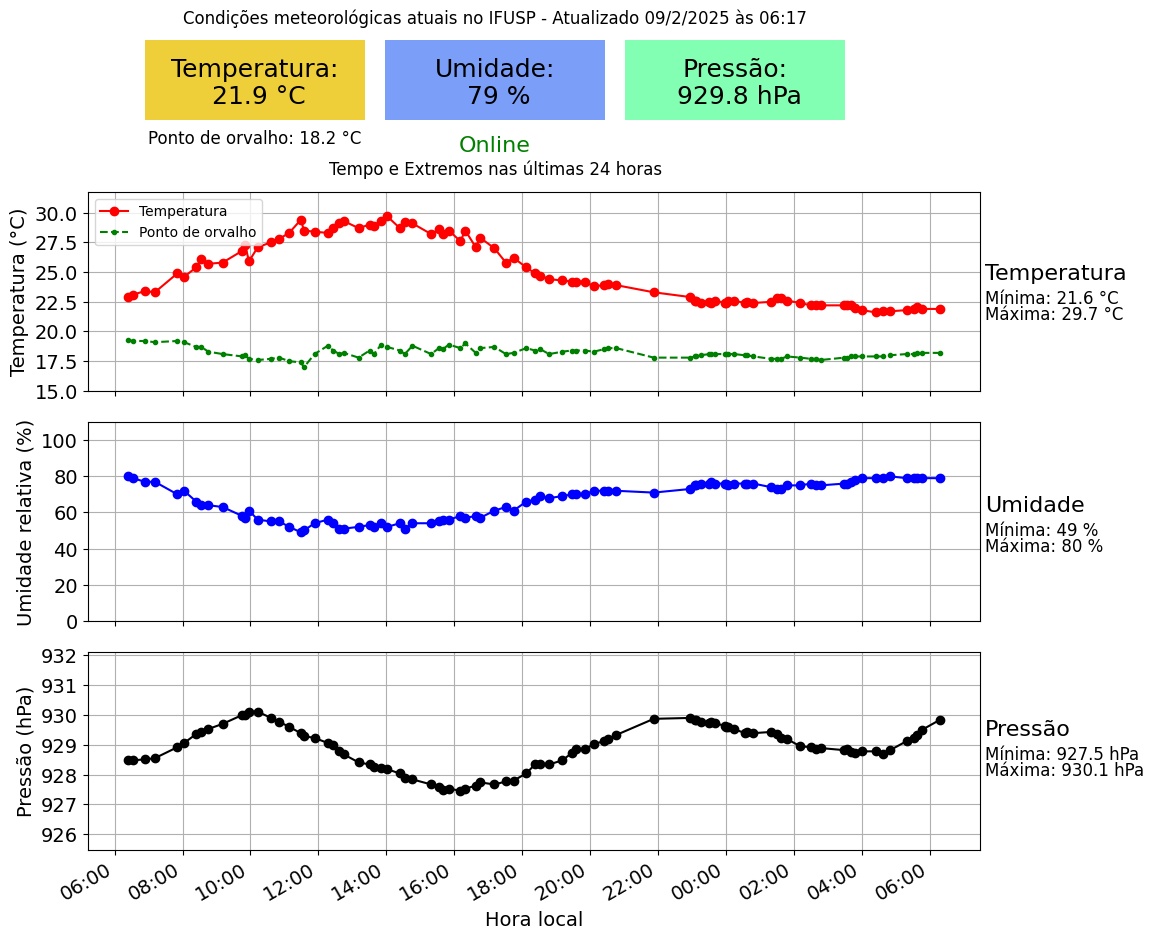 Condições meteorológicas atuais no IFUSP - Atualizado 09/2/2025 às 06:17
Temperatura:
21.9 °C
Umidade:
79 %
Pressão:
929.8 hPa
Ponto de orvalho: 18.2 °C
Online
Tempo e Extremos nas últimas 24 horas
Temperatura (°C)
30.0
27.5
25.0
22.5
20.0
17.5
15.0
Temperatura
Ponto de orvalho
Temperatura
Mínima: 21.6 °C
Máxima: 29.7 °C
Umidade relativa (%)
100
80
60
40
20
0
Umidade
Mínima: 49 %
Máxima: 80 %
Pressão (hPa)
932
931
930
929
928
927
926
Pressão
Mínima: 927.5 hPa
Máxima: 930.1 hPa
06:00 08:00 10:00 12:00 14:00 16:00 18:00 20:00 22:00 00:00 02:00 04:00 06:00
Hora local